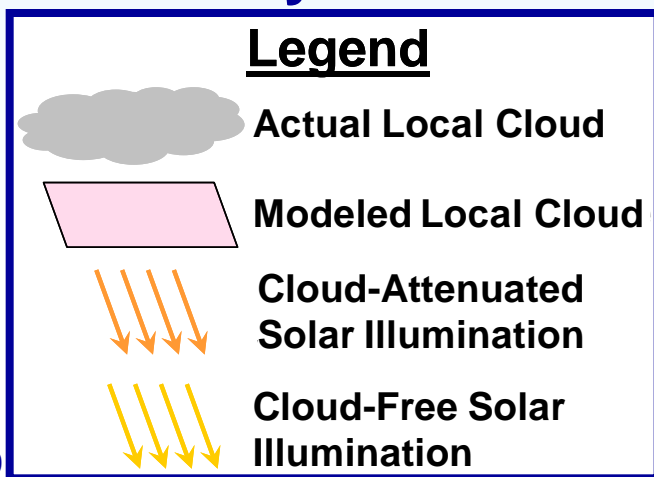 Legend
Actual Local Cloud
Modeled Local Cloud
Cloud-Attenuated
Solar Illumination
Cloud-Free Solar
Illumination